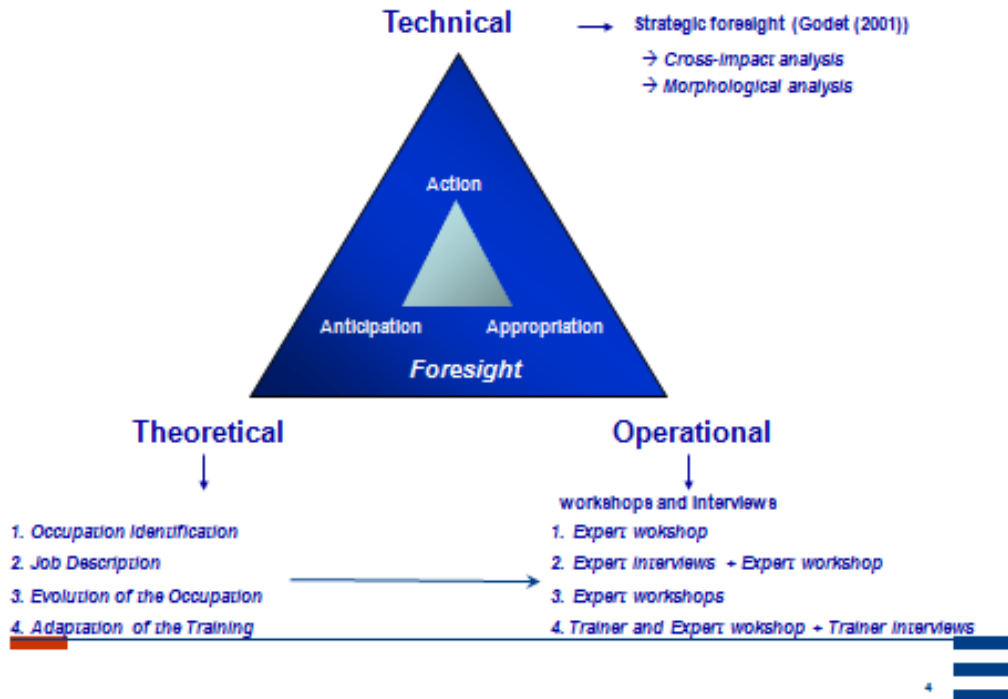 Technical
Strategic foresight (Godet (2001))
→ Cross-impact analysis
→ Morphological analysis
Action
Anticipation Appropriation
Foresight
Theoretical
1. Occupation Identification
2. Job Description
3. Evolution of the Occupation
4. Adaptation of the Training
Operational
workshops and Interviews
1. Expert wokshop
2. Expert Interviews + Expert workshop
3. Expert workshops
4. Trainer and Expert wokshop + Trainer Interviews
4